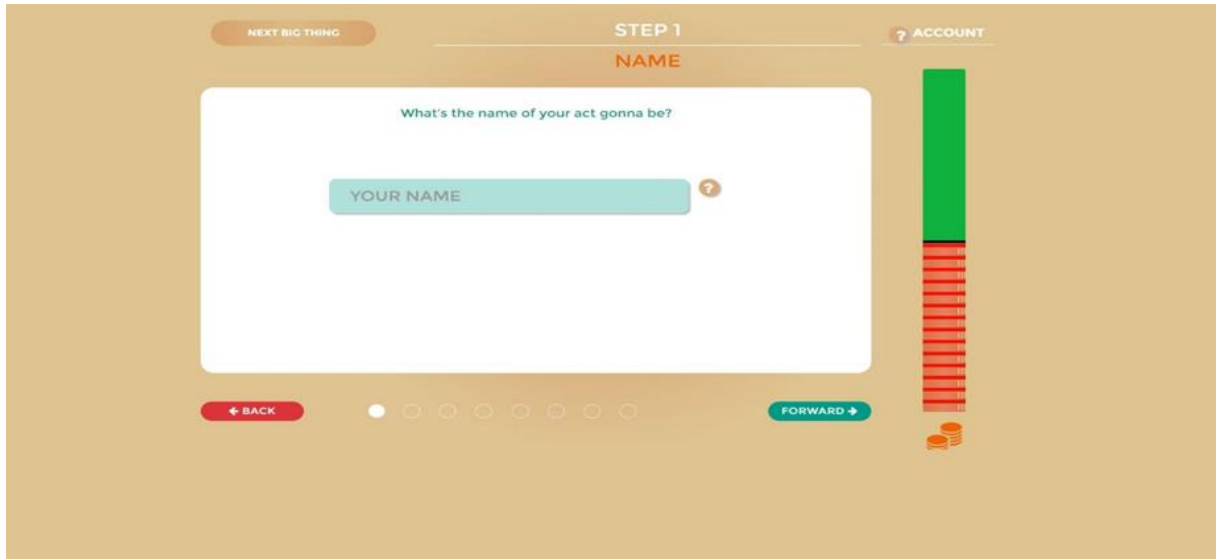 NEXT BIG THING
STEP 1
? ACCOUNT
NAME
What's the name of your act gonna be?
YOUR NAME
?
← BACK
FORWARD →